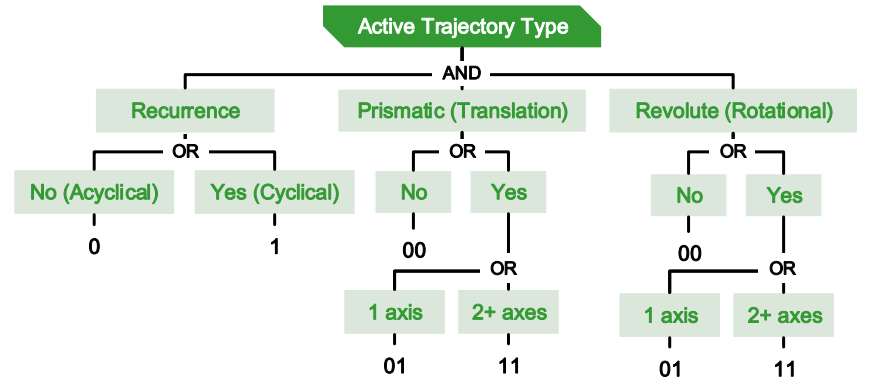 Active Trajectory Type
AND
Recurrence
Prismatic (Translation)
Revolute (Rotational)
OR
OR
OR
No (Acyclical)
Yes (Cyclical)
No
Yes
No
Yes
0
1
00
00
OR
OR
1 axis
2+ axes
1 axis
2+ axes
01
11
01
11